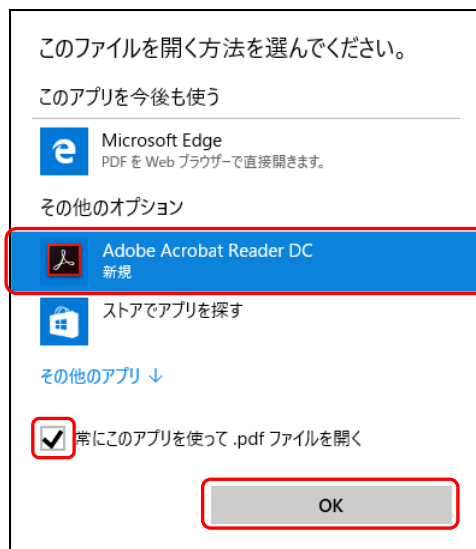 このファイルを開く方法を選んでください。
このアプリを今後も使う
Microsoft Edge
PDF を Web ブラウザーで直接開きます。
その他のオプション
Adobe Acrobat Reader DC
新規
ストアでアプリを探す
その他のアプリ ↓
常にこのアプリを使って .pdf ファイルを開く
OK